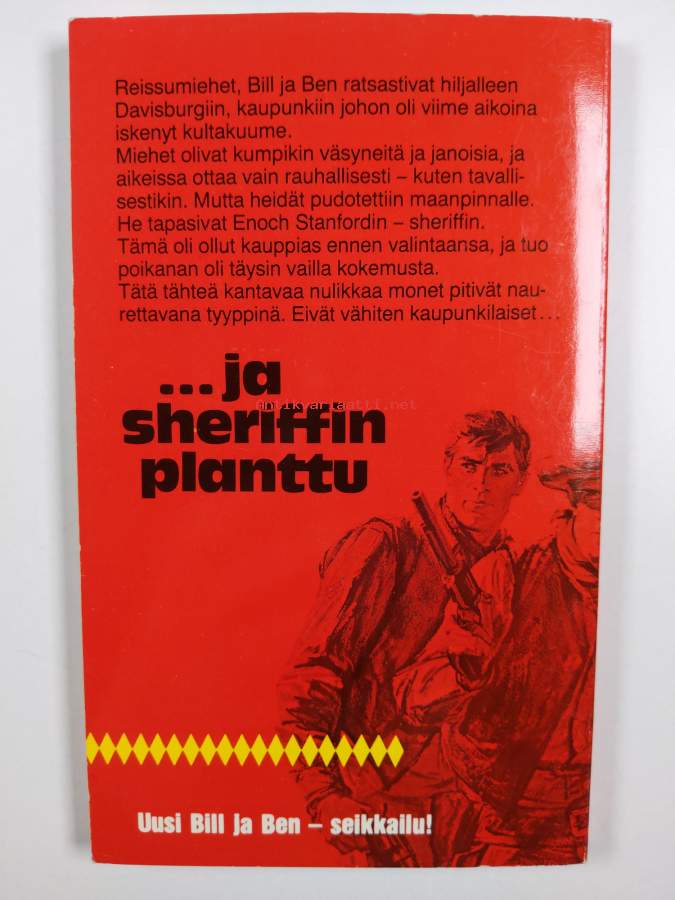 Reissumiehet, Bill ja Ben ratsastivat hiljalleen
Davisburgiin, kaupunkiin johon oli viime aikoina
iskenyt kultakuume.
Miehet olivat kumpikin väsyneitä ja janoisia, ja
aikeissa ottaa vain rauhallisesti – kuten tavalli-
sestikin. Mutta heidät pudotettiin maanpinnalle.
He tapasivat Enoch Stanfordin – sheriffin.
Tämä oli ollut kauppias ennen valintaansa, ja tuo
poikanan oli täysin vailla kokemusta.
Tätä tähteä kantavaa nulikkaa monet pitivät nau-
rettavana tyyppinä. Eivät vähiten kaupunkilaiset...
...ja
Antikvariaatti.net
sheriffin
planttu
Uusi Bill ja Ben – seikkailu!